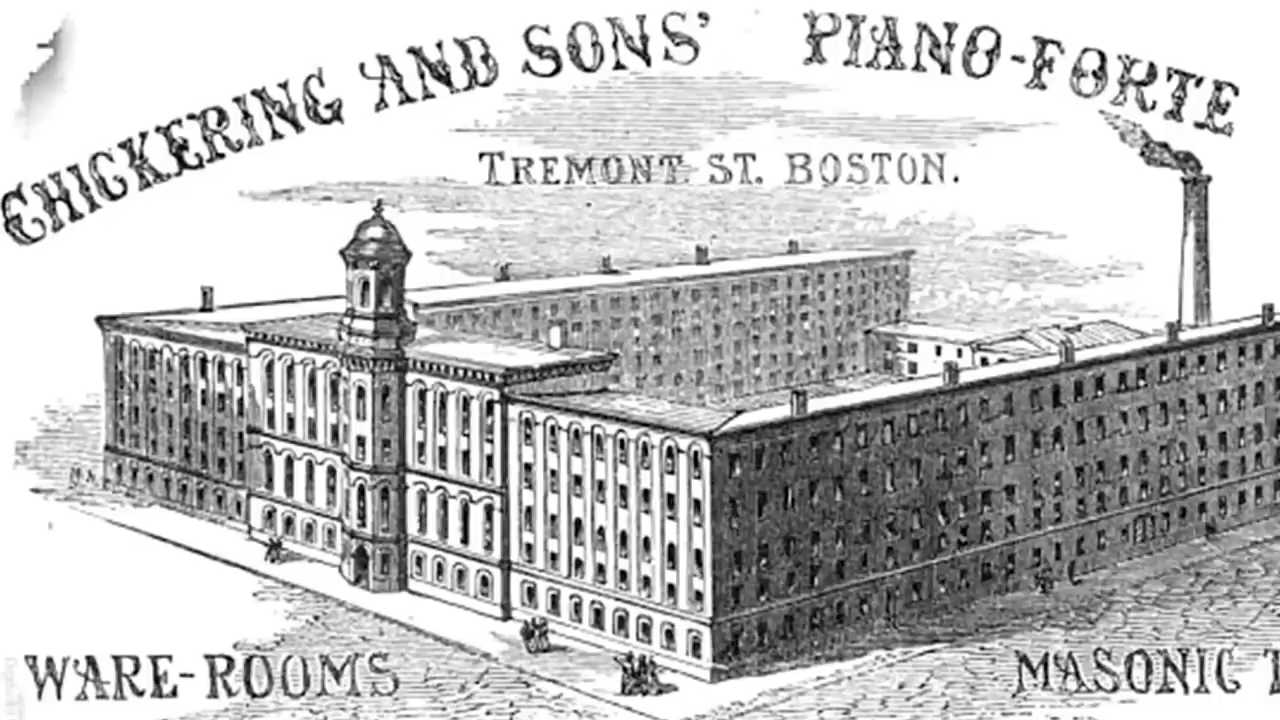 CHICKERING AND SONS' PIANO-FORTE
TREMONT ST. BOSTON.
WARE-ROOMS MASONIC T